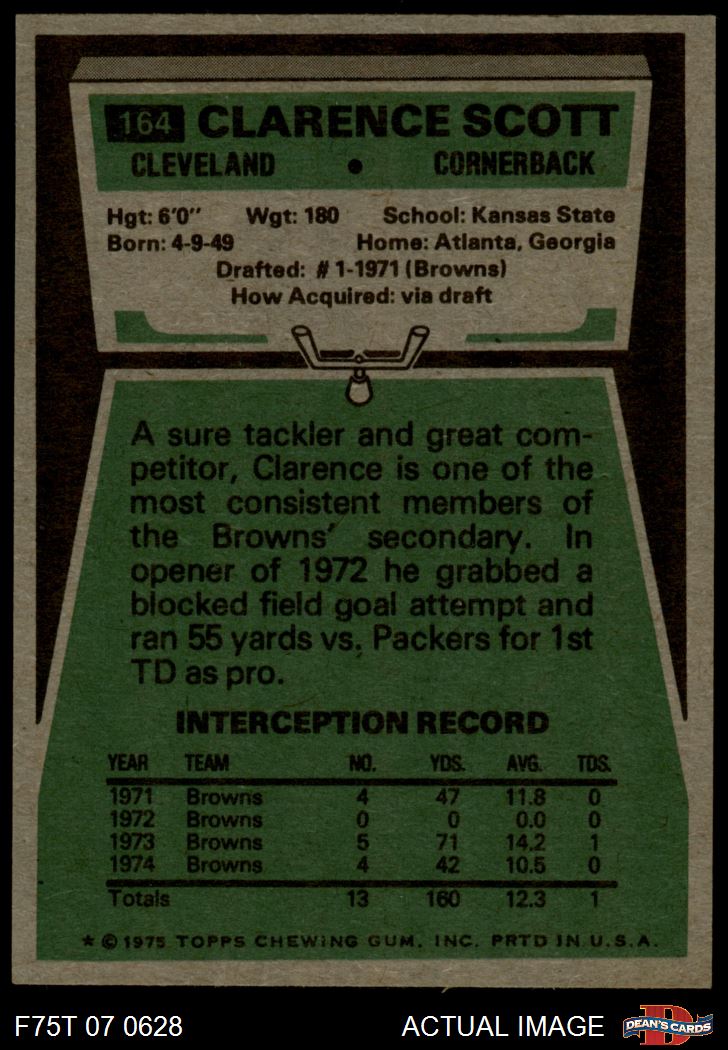 164 CLARENCE SCOTT
CLEVELAND • CORNERBACK
Hgt: 6'0" Wgt: 180 School: Kansas State
Born: 4-9-49 Home: Atlanta, Georgia
Drafted: #1-1971 (Browns)
How Acquired: via draft
A sure tackler and great com-
petitor, Clarence is one of the
most consistent members of
the Browns' secondary. In
opener of 1972 he grabbed a
blocked field goal attempt and
ran 55 yards vs. Packers for 1st
TD as pro.
INTERCEPTION RECORD
YEAR TEAM NO. YDS. AVG. TDS.
1971 Browns 4 47 11.8 0
1972 Browns 0 0 0.0 0
1973 Browns 5 71 14.2 1
1974 Browns 4 42 10.5 0
Totals 13 160 12.3 1
★ © 1975 TOPPS CHEWING GUM, INC. PRTD IN U.S.A.
F75T 07 0628 ACTUAL IMAGE DEAN'S CARDS